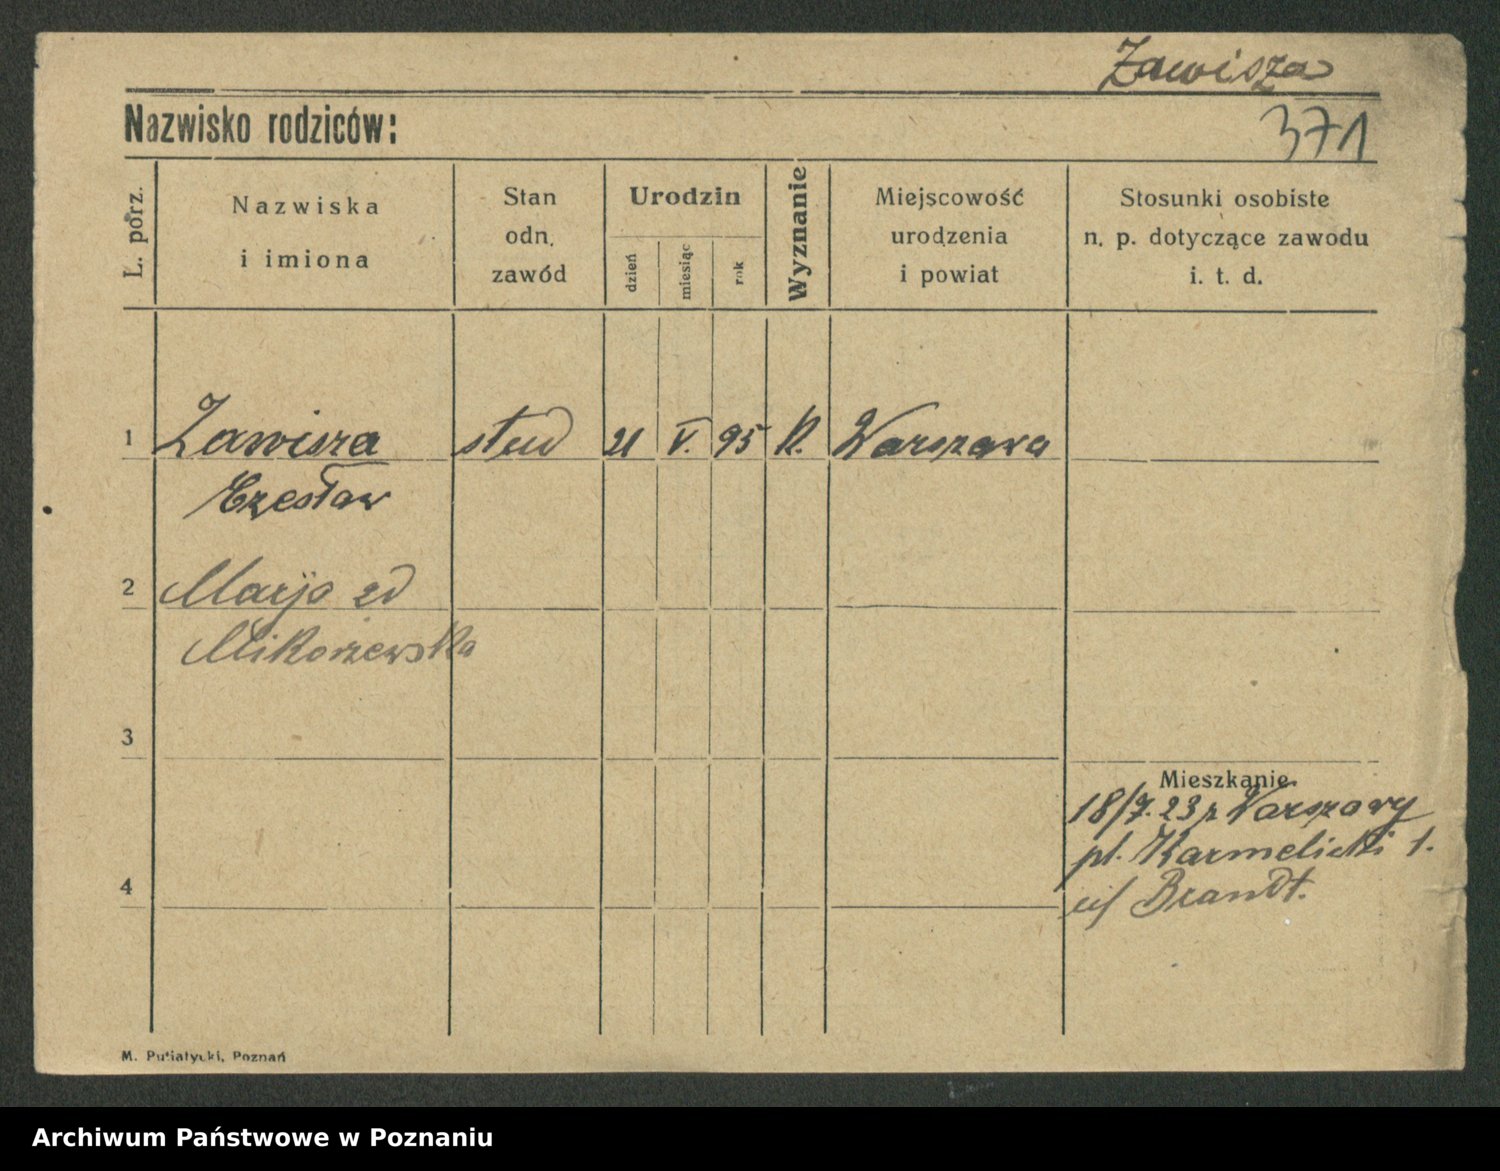 Zawisza
Nazwisko rodziców:
371
L. porz.
Nazwiska
i imiona
Stan
odn.
zawód
Urodzin
dzień
miesiąc
rok
Wyznanie
Miejscowość
urodzenia
i powiat
Stosunki osobiste
n. p. dotyczące zawodu
i. t. d.
1 Zawisza stud 21 V. 95 K. Warszawa
Czesław
2 Marja zd
Mikorzewska
3
Mieszkanie
18/7. 23 z Warszawy
pl. Karmelicki 1.
4
Brandt.
M. Putiatycki, Poznań
Archiwum Państwowe w Poznaniu